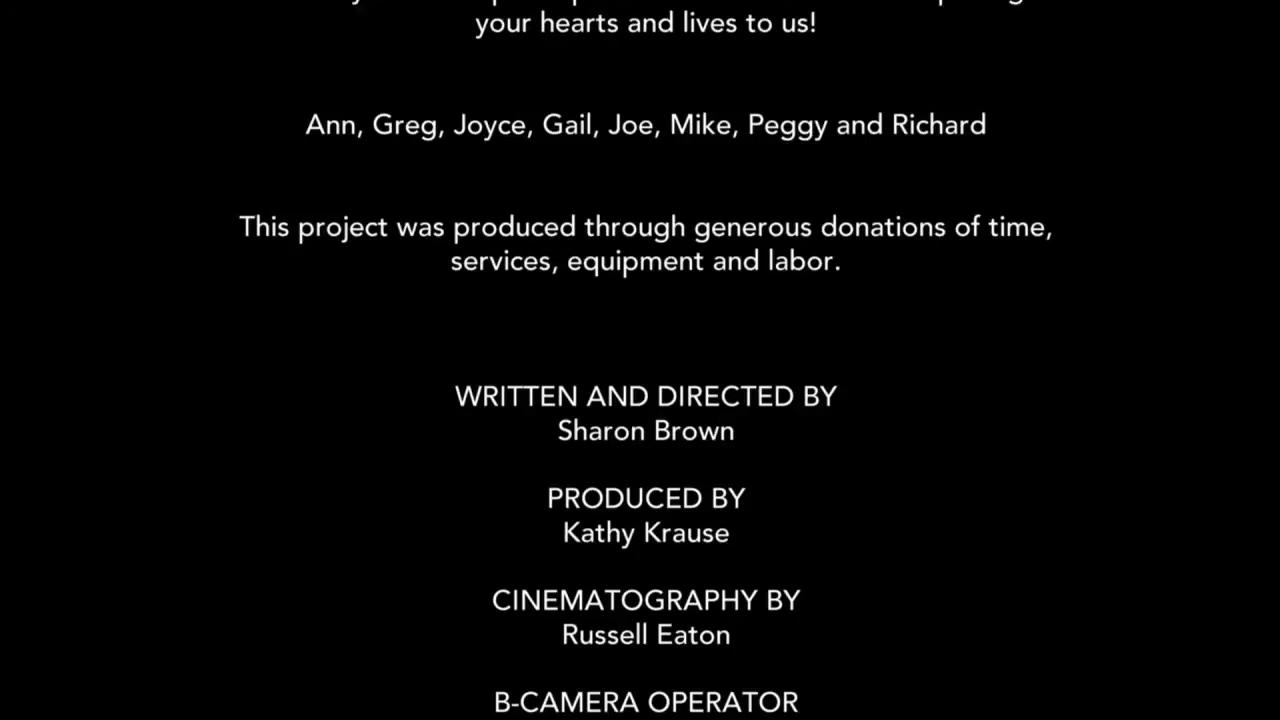 your hearts and lives to us!
Ann, Greg, Joyce, Gail, Joe, Mike, Peggy and Richard
This project was produced through generous donations of time,
services, equipment and labor.
WRITTEN AND DIRECTED BY
Sharon Brown
PRODUCED BY
Kathy Krause
CINEMATOGRAPHY BY
Russell Eaton
B-CAMERA OPERATOR